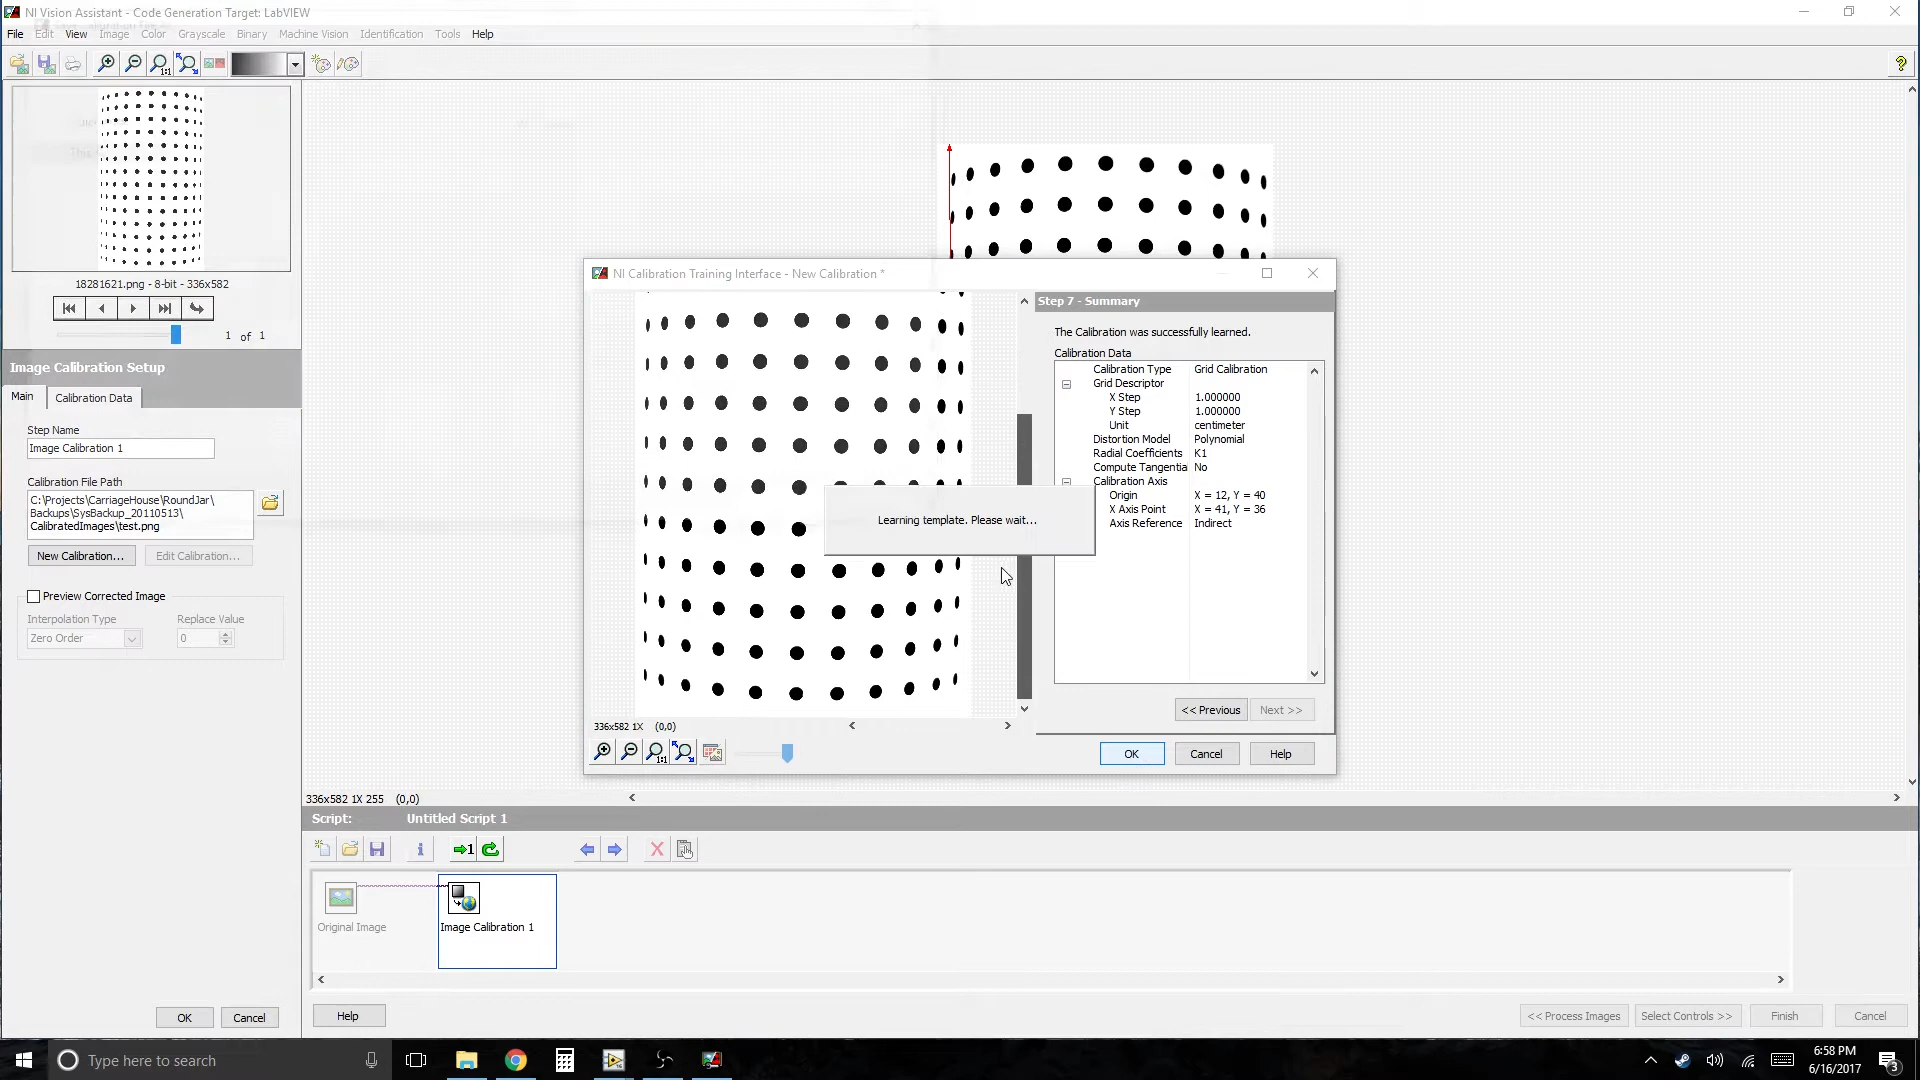 NI Vision Assistant - Code Generation Target: LabVIEW
File Edit View Image Color Grayscale Binary Machine Vision Identification Tools Help
1:1
?
18281621.png - 8-bit - 336x582
1 of 1
Image Calibration Setup
Main Calibration Data
Step Name
Image Calibration 1
Calibration File Path
C:\Projects\CarriageHouse\RoundJar\
Backups\SysBackup_20110513\
CalibratedImages\test.png
New Calibration... Edit Calibration...
Preview Corrected Image
Interpolation Type Replace Value
Zero Order 0
OK Cancel
NI Calibration Training Interface - New Calibration *
Step 7 - Summary
The Calibration was successfully learned.
Calibration Data
Calibration Type Grid Calibration
Grid Descriptor
X Step 1.000000
Y Step 1.000000
Unit centimeter
Distortion Model Polynomial
Radial Coefficients K1
Compute Tangentia No
Calibration Axis
Origin X = 12, Y = 40
X Axis Point X = 41, Y = 36
Axis Reference Indirect
Learning template. Please wait...
<< Previous Next >>
336x582 1X (0,0)
1:1
OK Cancel Help
336x582 1X 255 (0,0)
Script: Untitled Script 1
1
Original Image
Image Calibration 1
Help << Process Images Select Controls >> Finish Cancel
Type here to search
6:58 PM
6/16/2017
3